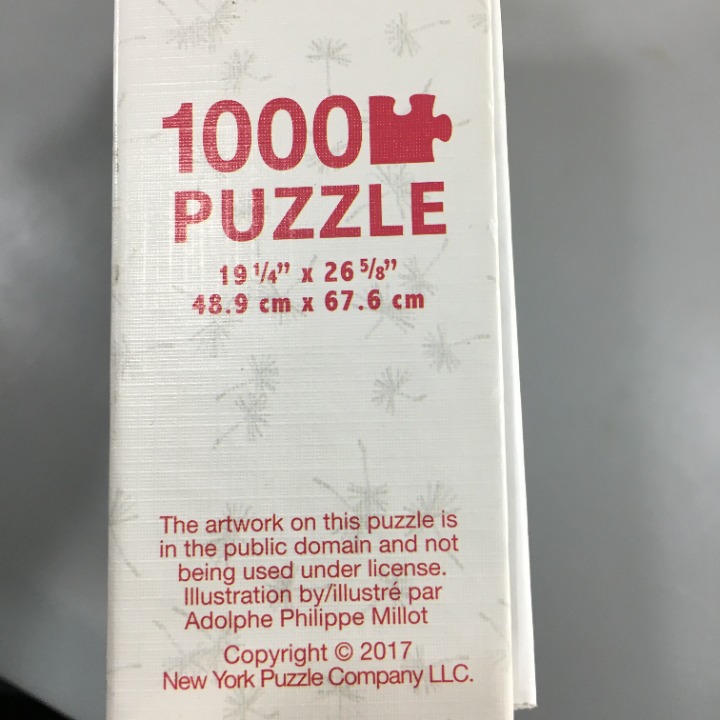 1000
PUZZLE
19 1/4" x 26 5/8"
48.9 cm x 67.6 cm
The artwork on this puzzle is
in the public domain and not
being used under license.
Illustration by/illustré par
Adolphe Philippe Millot
Copyright © 2017
New York Puzzle Company LLC.